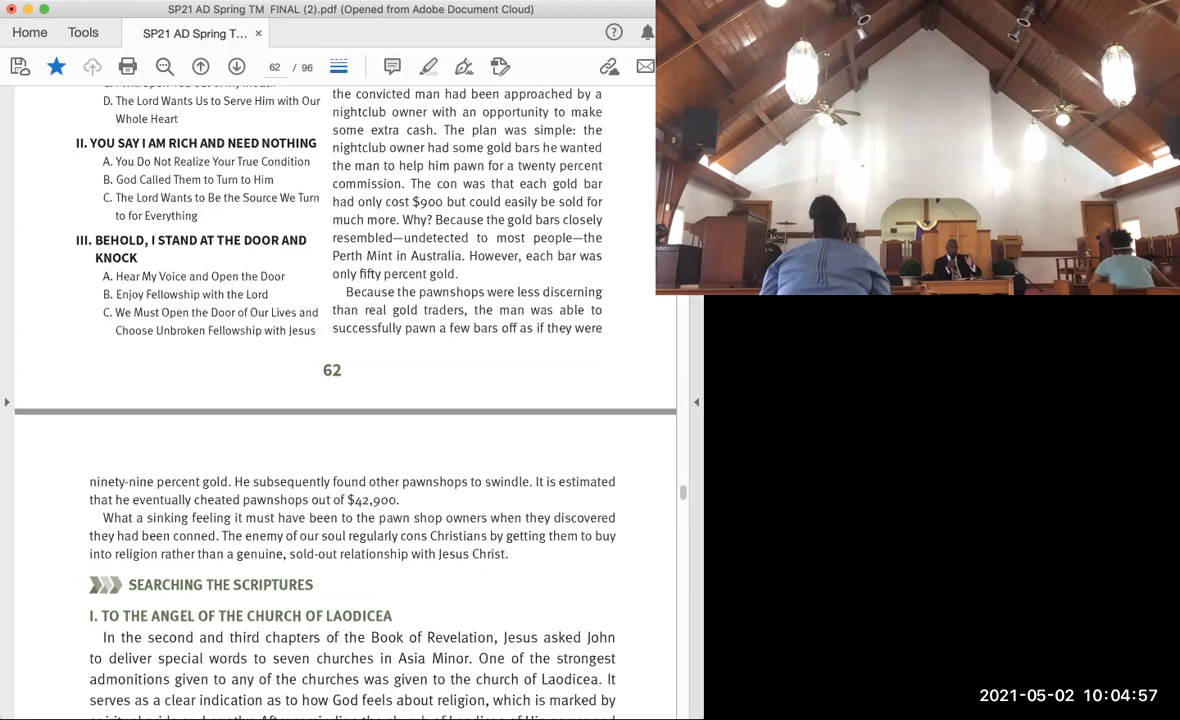 SP21 AD Spring TM FINAL (2).pdf (Opened from Adobe Document Cloud)
Home
Tools
SP21 AD Spring T... ×
62 / 96
D. The Lord Wants Us to Serve Him with Our
Whole Heart
II. YOU SAY I AM RICH AND NEED NOTHING
A. You Do Not Realize Your True Condition
B. God Called Them to Turn to Him
C. The Lord Wants to Be the Source We Turn
to for Everything
III. BEHOLD, I STAND AT THE DOOR AND
KNOCK
A. Hear My Voice and Open the Door
B. Enjoy Fellowship with the Lord
C. We Must Open the Door of Our Lives and
Choose Unbroken Fellowship with Jesus
the convicted man had been approached by a
nightclub owner with an opportunity to make
some extra cash. The plan was simple: the
nightclub owner had some gold bars he wanted
the man to help him pawn for a twenty percent
commission. The con was that each gold bar
had only cost $900 but could easily be sold for
much more. Why? Because the gold bars closely
resembled—undetected to most people—the
Perth Mint in Australia. However, each bar was
only fifty percent gold.
Because the pawnshops were less discerning
than real gold traders, the man was able to
successfully pawn a few bars off as if they were
62
ninety-nine percent gold. He subsequently found other pawnshops to swindle. It is estimated
that he eventually cheated pawnshops out of $42,900.
What a sinking feeling it must have been to the pawn shop owners when they discovered
they had been conned. The enemy of our soul regularly cons Christians by getting them to buy
into religion rather than a genuine, sold-out relationship with Jesus Christ.
SEARCHING THE SCRIPTURES
I. TO THE ANGEL OF THE CHURCH OF LAODICEA
In the second and third chapters of the Book of Revelation, Jesus asked John
to deliver special words to seven churches in Asia Minor. One of the strongest
admonitions given to any of the churches was given to the church of Laodicea. It
serves as a clear indication as to how God feels about religion, which is marked by
2021-05-02 10:04:57